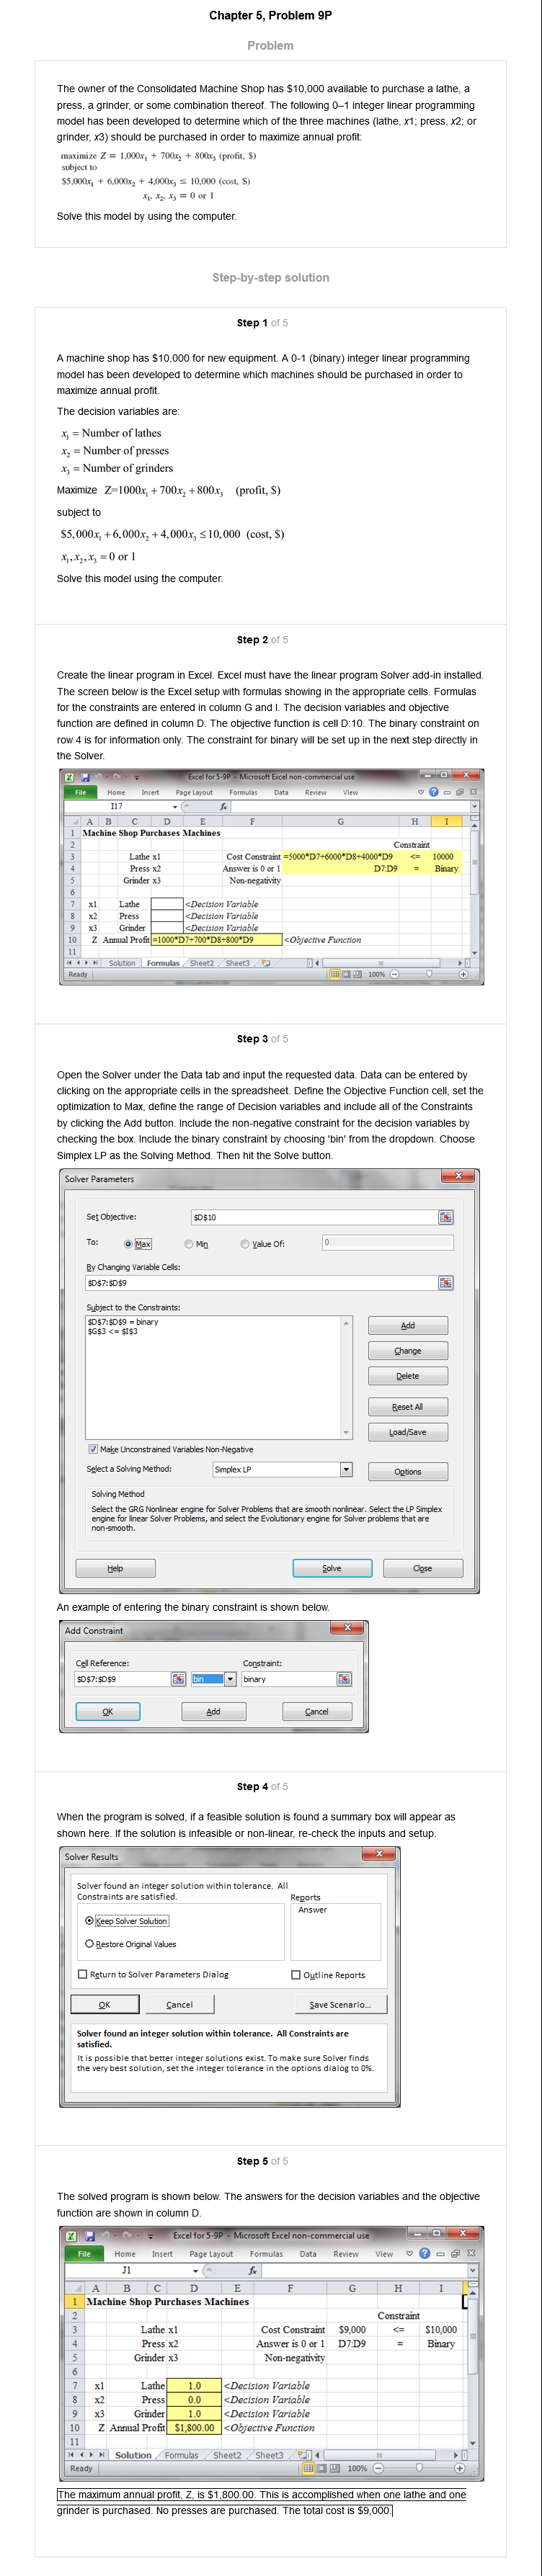 Chapter 5, Problem 9P
Problem
The owner of the Consolidated Machine Shop has $10,000 available to purchase a lathe, a
press, a grinder, or some combination thereof. The following 0–1 integer linear programming
model has been developed to determine which of the three machines (lathe, x1; press, x2; or
grinder, x3) should be purchased in order to maximize annual profit:
maximize Z = 1,000x₁ + 700x₂ + 800x₃ (profit, $)
subject to
$5,000x₁ + 6,000x₂ + 4,000x₃ ≤ 10,000 (cost, $)
x₁, x₂, x₃ = 0 or 1
Solve this model by using the computer.
Step-by-step solution
Step 1 of 5
A machine shop has $10,000 for new equipment. A 0-1 (binary) integer linear programming
model has been developed to determine which machines should be purchased in order to
maximize annual profit.
The decision variables are:
x₁ = Number of lathes
x₂ = Number of presses
x₃ = Number of grinders
Maximize Z=1000x₁ + 700x₂ + 800x₃ (profit, $)
subject to
$5,000x₁ + 6,000x₂ + 4,000x₃ ≤ 10,000 (cost, $)
x₁, x₂, x₃ = 0 or 1
Solve this model using the computer.
Step 2 of 5
Create the linear program in Excel. Excel must have the linear program Solver add-in installed.
The screen below is the Excel setup with formulas showing in the appropriate cells. Formulas
for the constraints are entered in column G and I. The decision variables and objective
function are defined in column D. The objective function is cell D:10. The binary constraint on
row 4 is for information only. The constraint for binary will be set up in the next step directly in
the Solver.
Excel for 5-9P - Microsoft Excel non-commercial use
File Home Insert Page Layout Formulas Data Review View
I17 fx
A B C D E F G H I
1 Machine Shop Purchases Machines
2 Constraint
3 Lathe x1 Cost Constraint =5000*D7+6000*D8+4000*D9 <= 10000
4 Press x2 Answer is 0 or 1 D7:D9 = Binary
5 Grinder x3 Non-negativity
6
7 x1 Lathe <Decision Variable
8 x2 Press <Decision Variable
9 x3 Grinder <Decision Variable
10 Z Annual Profit =1000*D7+700*D8+800*D9 <Objective Function
11
Solution Formulas Sheet2 Sheet3
Ready 100%
Step 3 of 5
Open the Solver under the Data tab and input the requested data. Data can be entered by
clicking on the appropriate cells in the spreadsheet. Define the Objective Function cell, set the
optimization to Max, define the range of Decision variables and include all of the Constraints
by clicking the Add button. Include the non-negative constraint for the decision variables by
checking the box. Include the binary constraint by choosing 'bin' from the dropdown. Choose
Simplex LP as the Solving Method. Then hit the Solve button.
Solver Parameters
Set Objective: $D$10
To: Max Min Value Of: 0
By Changing Variable Cells:
$D$7:$D$9
Subject to the Constraints:
$D$7:$D$9 = binary
$G$3 <= $I$3
Add
Change
Delete
Reset All
Load/Save
Make Unconstrained Variables Non-Negative
Select a Solving Method: Simplex LP Options
Solving Method
Select the GRG Nonlinear engine for Solver Problems that are smooth nonlinear. Select the LP Simplex
engine for linear Solver Problems, and select the Evolutionary engine for Solver problems that are
non-smooth.
Help Solve Close
An example of entering the binary constraint is shown below.
Add Constraint
Cell Reference: Constraint:
$D$7:$D$9 bin binary
OK Add Cancel
Step 4 of 5
When the program is solved, if a feasible solution is found a summary box will appear as
shown here. If the solution is infeasible or non-linear, re-check the inputs and setup.
Solver Results
Solver found an integer solution within tolerance. All
Constraints are satisfied.
Reports
Answer
Keep Solver Solution
Restore Original Values
Return to Solver Parameters Dialog Outline Reports
OK Cancel Save Scenario...
Solver found an integer solution within tolerance. All Constraints are
satisfied.
It is possible that better integer solutions exist. To make sure Solver finds
the very best solution, set the integer tolerance in the options dialog to 0%.
Step 5 of 5
The solved program is shown below. The answers for the decision variables and the objective
function are shown in column D.
Excel for 5-9P - Microsoft Excel non-commercial use
File Home Insert Page Layout Formulas Data Review View
J1 fx
A B C D E F G H I
1 Machine Shop Purchases Machines
2 Constraint
3 Lathe x1 Cost Constraint $9,000 <= $10,000
4 Press x2 Answer is 0 or 1 D7:D9 = Binary
5 Grinder x3 Non-negativity
6
7 x1 Lathe 1.0 <Decision Variable
8 x2 Press 0.0 <Decision Variable
9 x3 Grinder 1.0 <Decision Variable
10 Z Annual Profit $1,800.00 <Objective Function
11
Solution Formulas Sheet2 Sheet3
Ready 100%
The maximum annual profit, Z, is $1,800.00. This is accomplished when one lathe and one
grinder is purchased. No presses are purchased. The total cost is $9,000.